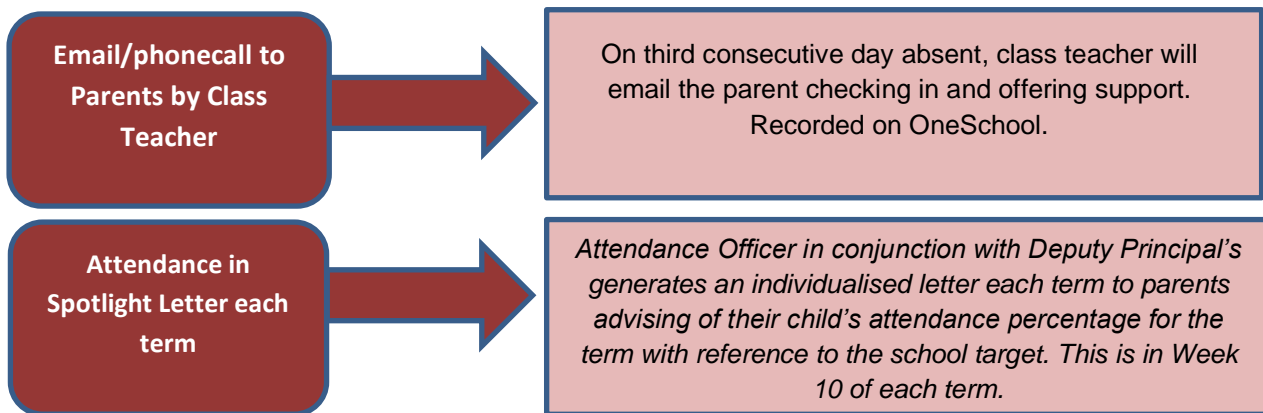 Email/phonecall to
Parents by Class
Teacher
On third consecutive day absent, class teacher will
email the parent checking in and offering support.
Recorded on OneSchool.
Attendance in
Spotlight Letter each
term
Attendance Officer in conjunction with Deputy Principal’s
generates an individualised letter each term to parents
advising of their child’s attendance percentage for the
term with reference to the school target. This is in Week
10 of each term.